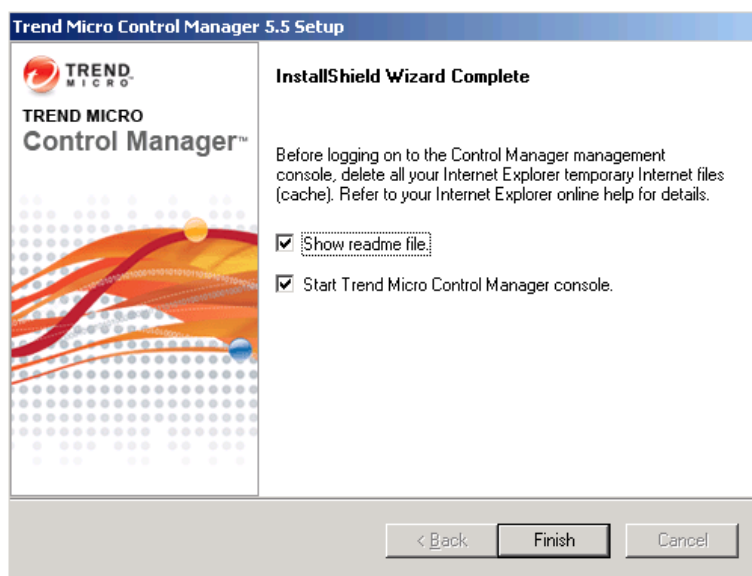 Trend Micro Control Manager 5.5 Setup
TREND
MICRO
TREND MICRO
Control Manager™
InstallShield Wizard Complete
Before logging on to the Control Manager management
console, delete all your Internet Explorer temporary Internet files
(cache). Refer to your Internet Explorer online help for details.
Show readme file.
Start Trend Micro Control Manager console.
< Back
Finish
Cancel